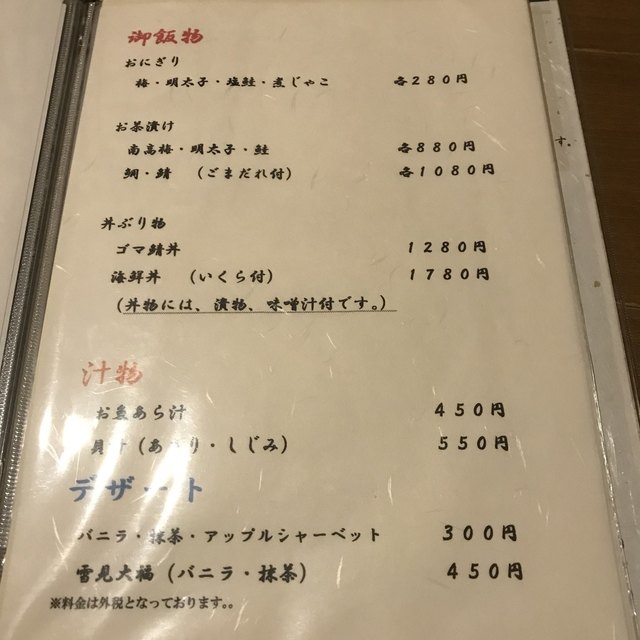 御飯物
おにぎり
梅・明太子・塩鮭・煮じゃこ 各280円
お茶漬け
南高梅・明太子・鮭 各880円
鯛・鯖 (ごまだれ付) 各1080円
丼ぶり物
ゴマ鯖丼 1280円
海鮮丼 (いくら付) 1780円
(丼物には、漬物、味噌汁付です。)
汁物
お魚あら汁 450円
貝汁(あさり・しじみ) 550円
デザート
バニラ・抹茶・アップルシャーベット 300円
雪見大福(バニラ・抹茶) 450円
※料金は外税となっております。。
す。